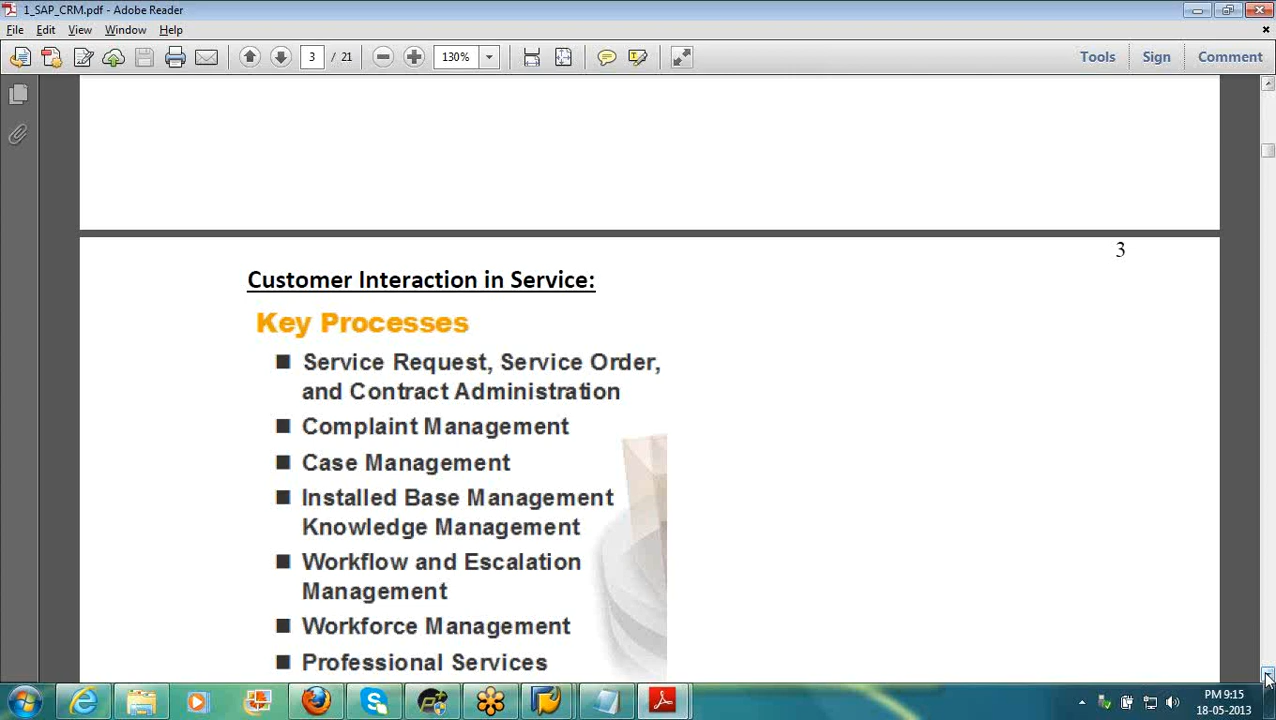 1_SAP_CRM.pdf - Adobe Reader
File Edit View Window Help
3 / 21 130% Tools Sign Comment
3
Customer Interaction in Service:
Key Processes
■ Service Request, Service Order,
and Contract Administration
■ Complaint Management
■ Case Management
■ Installed Base Management
Knowledge Management
■ Workflow and Escalation
Management
■ Workforce Management
■ Professional Services
PM 9:15
18-05-2013